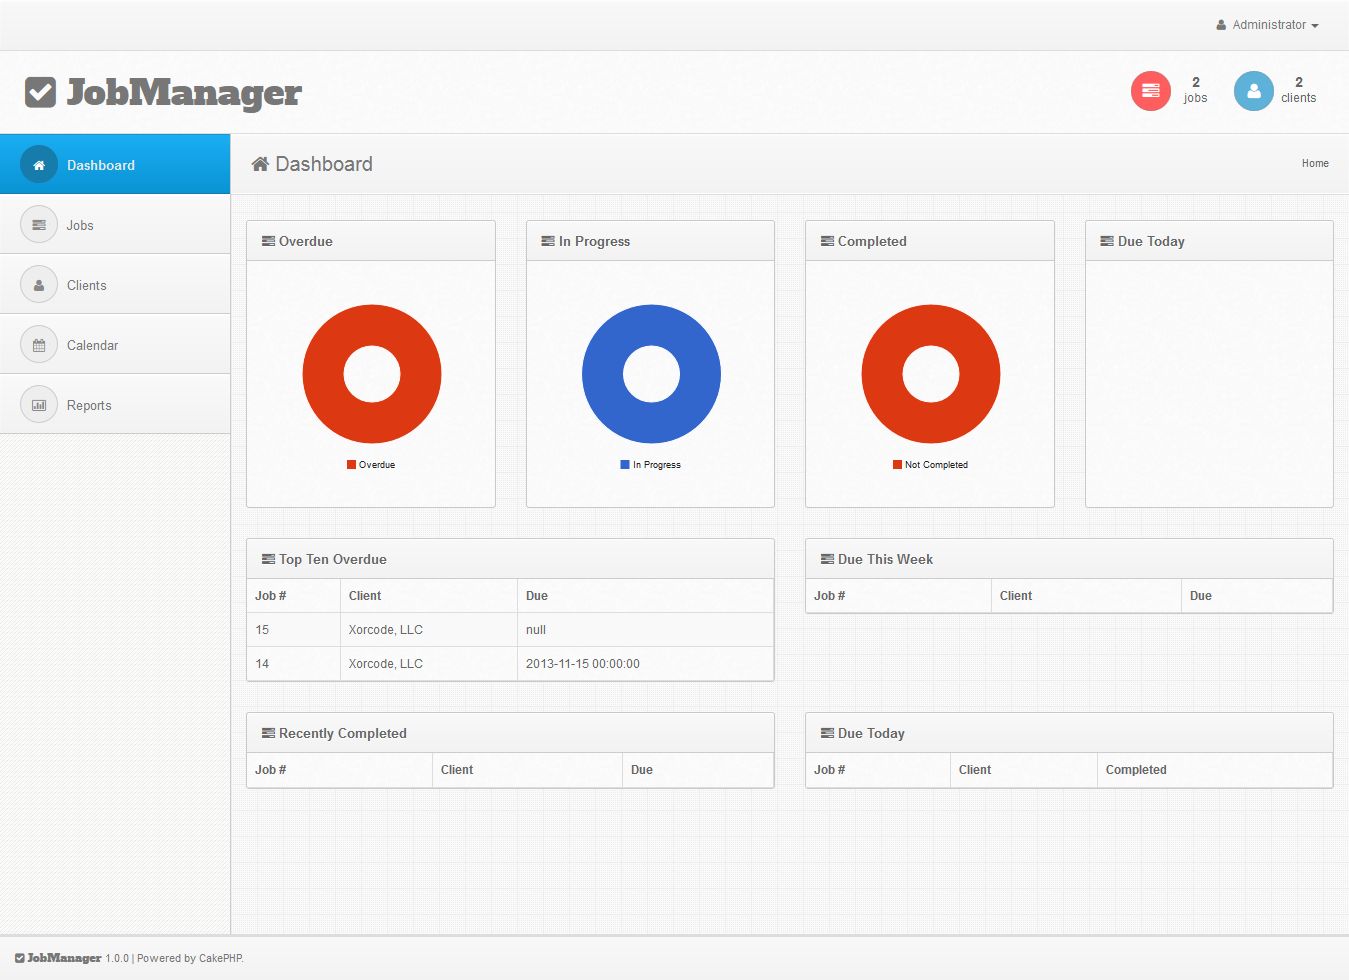 Administrator
JobManager
2
jobs
2
clients
Dashboard
Jobs
Clients
Calendar
Reports
Dashboard
Home
Overdue
Overdue
In Progress
In Progress
Completed
Not Completed
Due Today
Top Ten Overdue
Job # Client Due
15 Xorcode, LLC null
14 Xorcode, LLC 2013-11-15 00:00:00
Due This Week
Job # Client Due
Recently Completed
Job # Client Due
Due Today
Job # Client Completed
JobManager 1.0.0 | Powered by CakePHP.